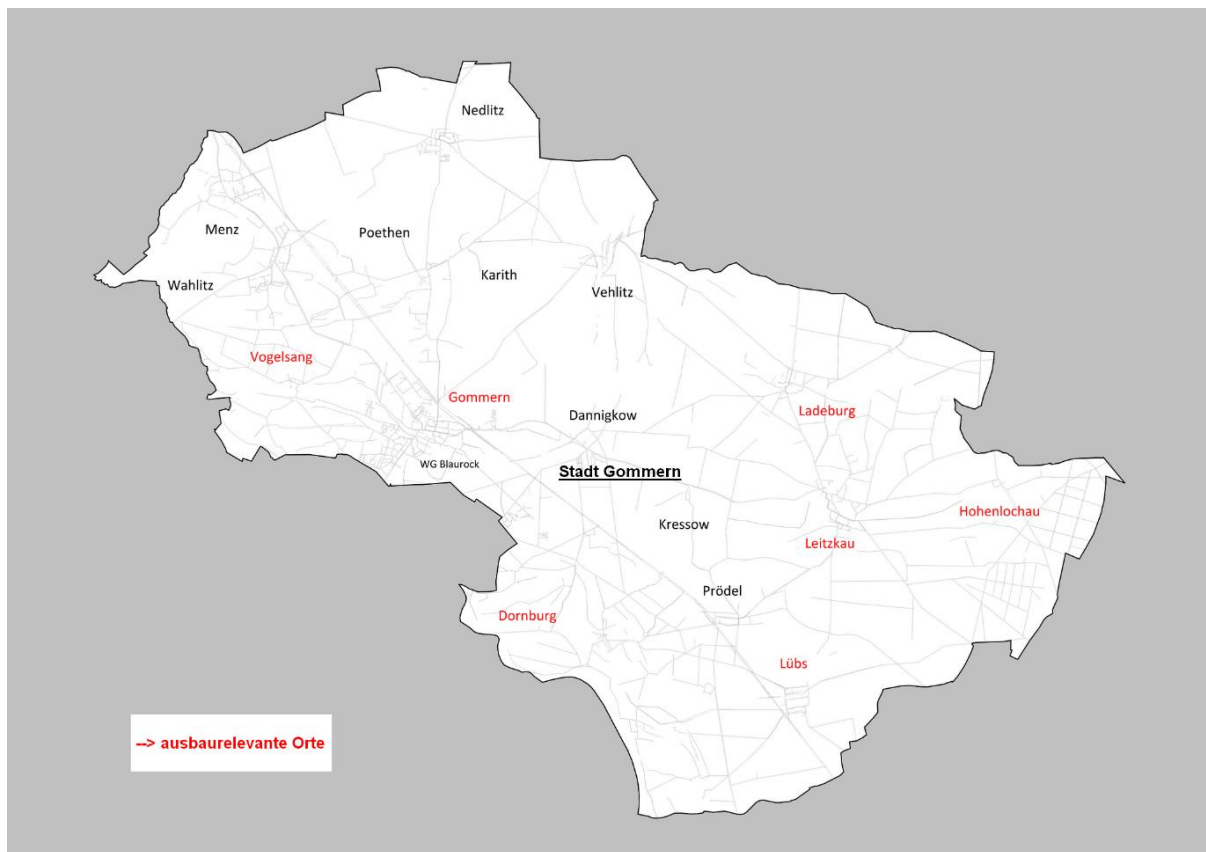 Nedlitz
Menz
Poethen
Karith
Wahlitz
Vehlitz
Vogelsang
Gommern
Dannigkow
Ladeburg
WG Blaurock
Stadt Gommern
Hohenlochau
Kressow
Leitzkau
Prödel
Dornburg
Lübs
--> ausbaurelevante Orte